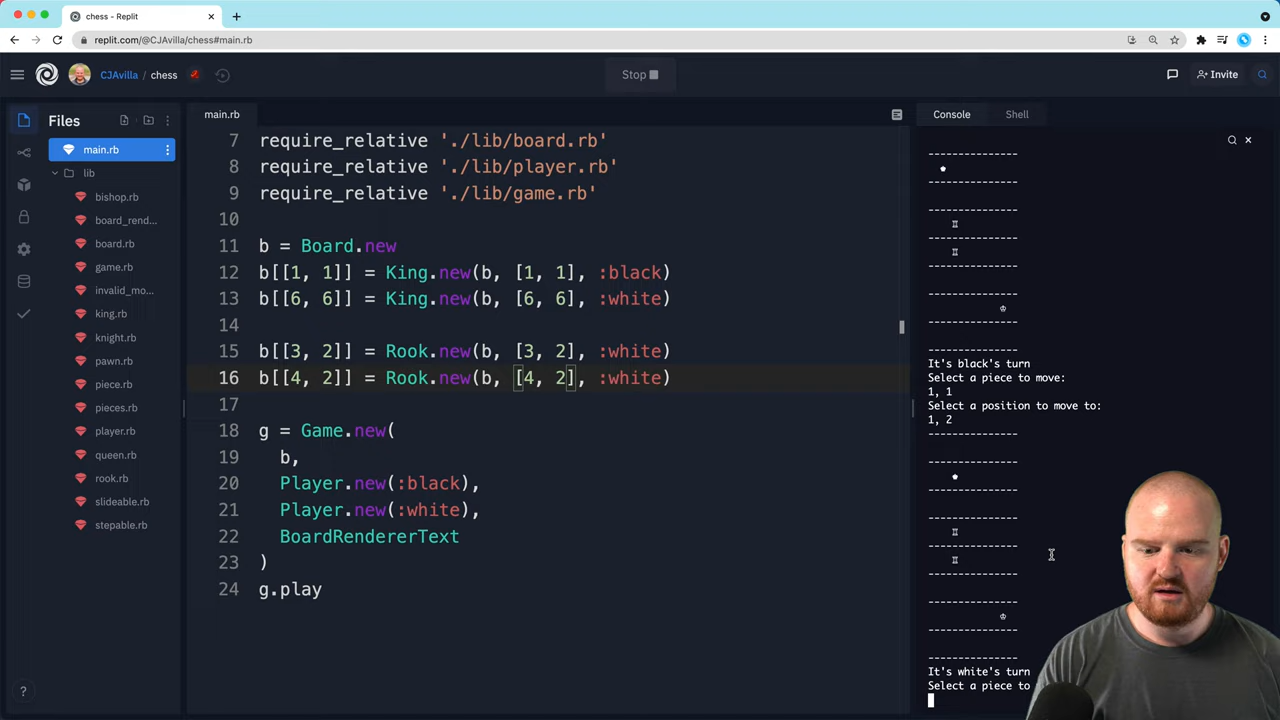 chess - Replit
replit.com/@CJAvilla/chess#main.rb
CJAvilla / chess
Stop
Invite
Files
main.rb
lib
bishop.rb
board_rend...
board.rb
game.rb
invalid_mo...
king.rb
knight.rb
pawn.rb
piece.rb
pieces.rb
player.rb
queen.rb
rook.rb
slideable.rb
stepable.rb
?
main.rb
7 require_relative './lib/board.rb'
8 require_relative './lib/player.rb'
9 require_relative './lib/game.rb'
10
11 b = Board.new
12 b[[1, 1]] = King.new(b, [1, 1], :black)
13 b[[6, 6]] = King.new(b, [6, 6], :white)
14
15 b[[3, 2]] = Rook.new(b, [3, 2], :white)
16 b[[4, 2]] = Rook.new(b, [4, 2], :white)
17
18 g = Game.new(
19 b,
20 Player.new(:black),
21 Player.new(:white),
22 BoardRendererText
23 )
24 g.play
Console Shell
---------------
---------------
---------------
♖
---------------
♖
---------------
♔
---------------
It's black's turn
Select a piece to move:
1, 1
Select a position to move to:
1, 2
---------------
---------------
---------------
♖
---------------
♖
---------------
---------------
♔
---------------
---------------
It's white's turn
Select a piece to